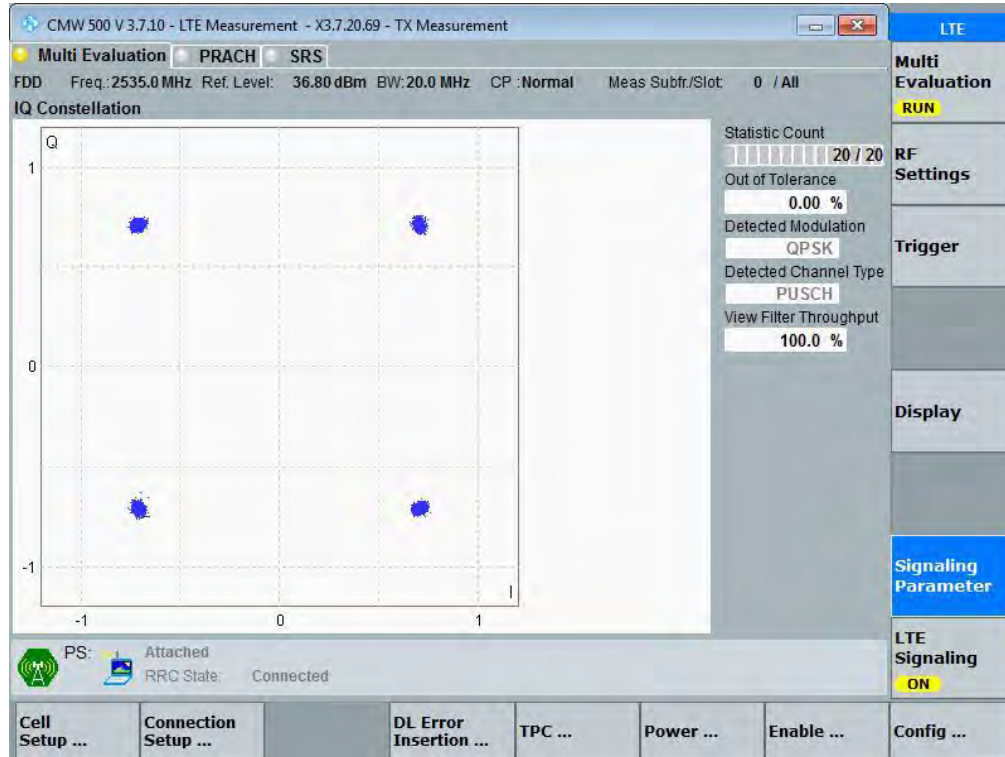 CMW 500 V 3.7.10 - LTE Measurement - X3.7.20.69 - TX Measurement
LTE
Multi Evaluation PRACH SRS
FDD Freq.: 2535.0 MHz Ref. Level: 36.80 dBm BW: 20.0 MHz CP : Normal Meas Subfr./Slot: 0 / All
IQ Constellation
Q
1
0
-1
I
-1 0 1
Statistic Count
20 / 20
Out of Tolerance
0.00 %
Detected Modulation
QPSK
Detected Channel Type
PUSCH
View Filter Throughput
100.0 %
Multi
Evaluation
RUN
RF
Settings
Trigger
Display
Signaling
Parameter
LTE
Signaling
ON
PS: Attached
RRC State: Connected
Cell
Setup ...
Connection
Setup ...
DL Error
Insertion ...
TPC ...
Power ...
Enable ...
Config ...